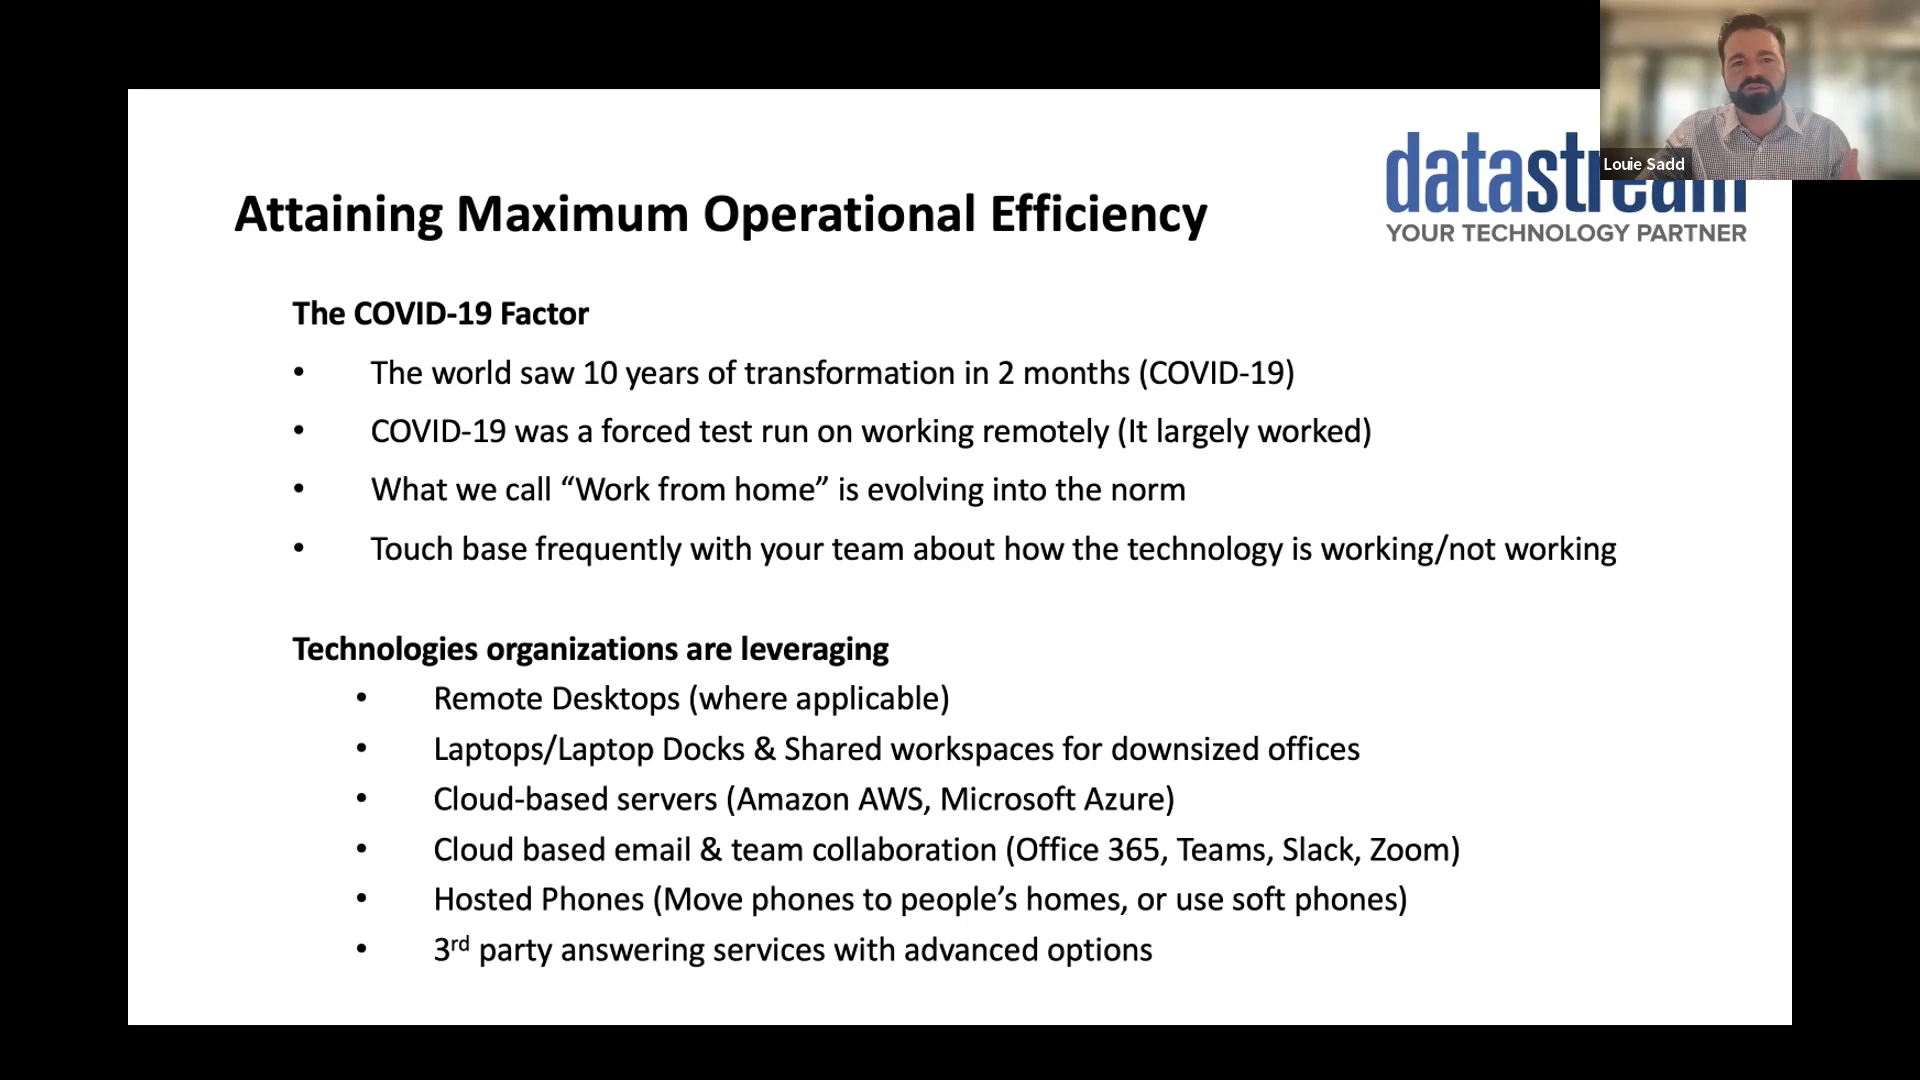 Louie Sadd
datastream
YOUR TECHNOLOGY PARTNER
Attaining Maximum Operational Efficiency
The COVID-19 Factor
• The world saw 10 years of transformation in 2 months (COVID-19)
• COVID-19 was a forced test run on working remotely (It largely worked)
• What we call “Work from home” is evolving into the norm
• Touch base frequently with your team about how the technology is working/not working
Technologies organizations are leveraging
• Remote Desktops (where applicable)
• Laptops/Laptop Docks & Shared workspaces for downsized offices
• Cloud-based servers (Amazon AWS, Microsoft Azure)
• Cloud based email & team collaboration (Office 365, Teams, Slack, Zoom)
• Hosted Phones (Move phones to people’s homes, or use soft phones)
• 3rd party answering services with advanced options